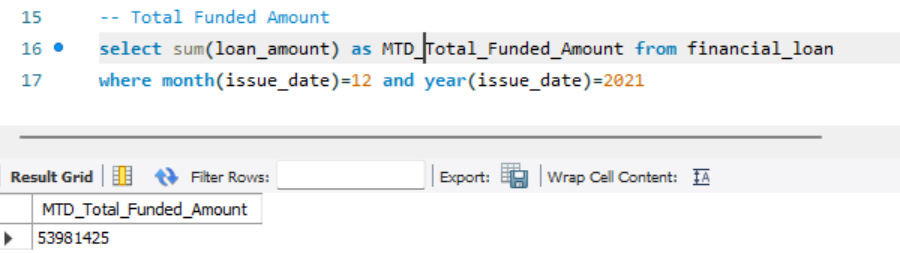 15 -- Total Funded Amount
16 select sum(loan_amount) as MTD_Total_Funded_Amount from financial_loan
17 where month(issue_date)=12 and year(issue_date)=2021
Result Grid Filter Rows: Export: Wrap Cell Content: IA
MTD_Total_Funded_Amount
53981425